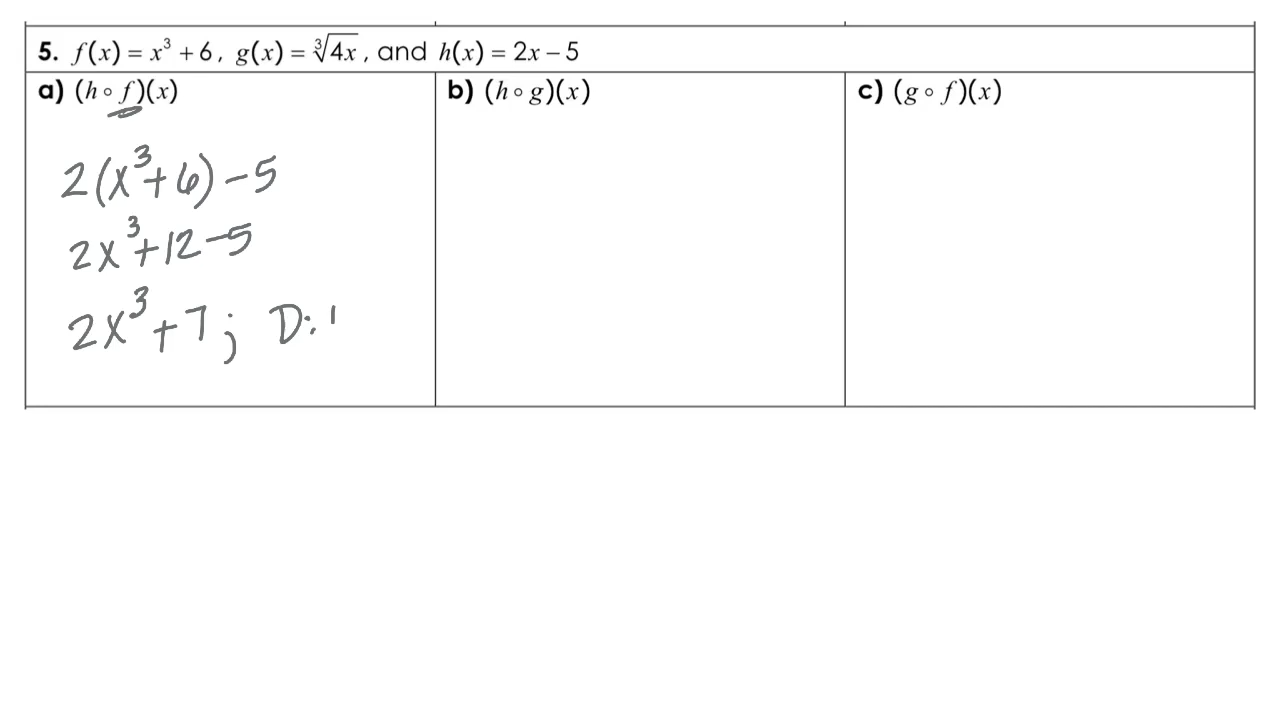 5. f(x) = x³ + 6, g(x) = ∛4x, and h(x) = 2x − 5
a) (h ∘ f)(x)
2(x³+6)−5
2x³+12−5
2x³+7; D:
b) (h ∘ g)(x)
c) (g ∘ f)(x)